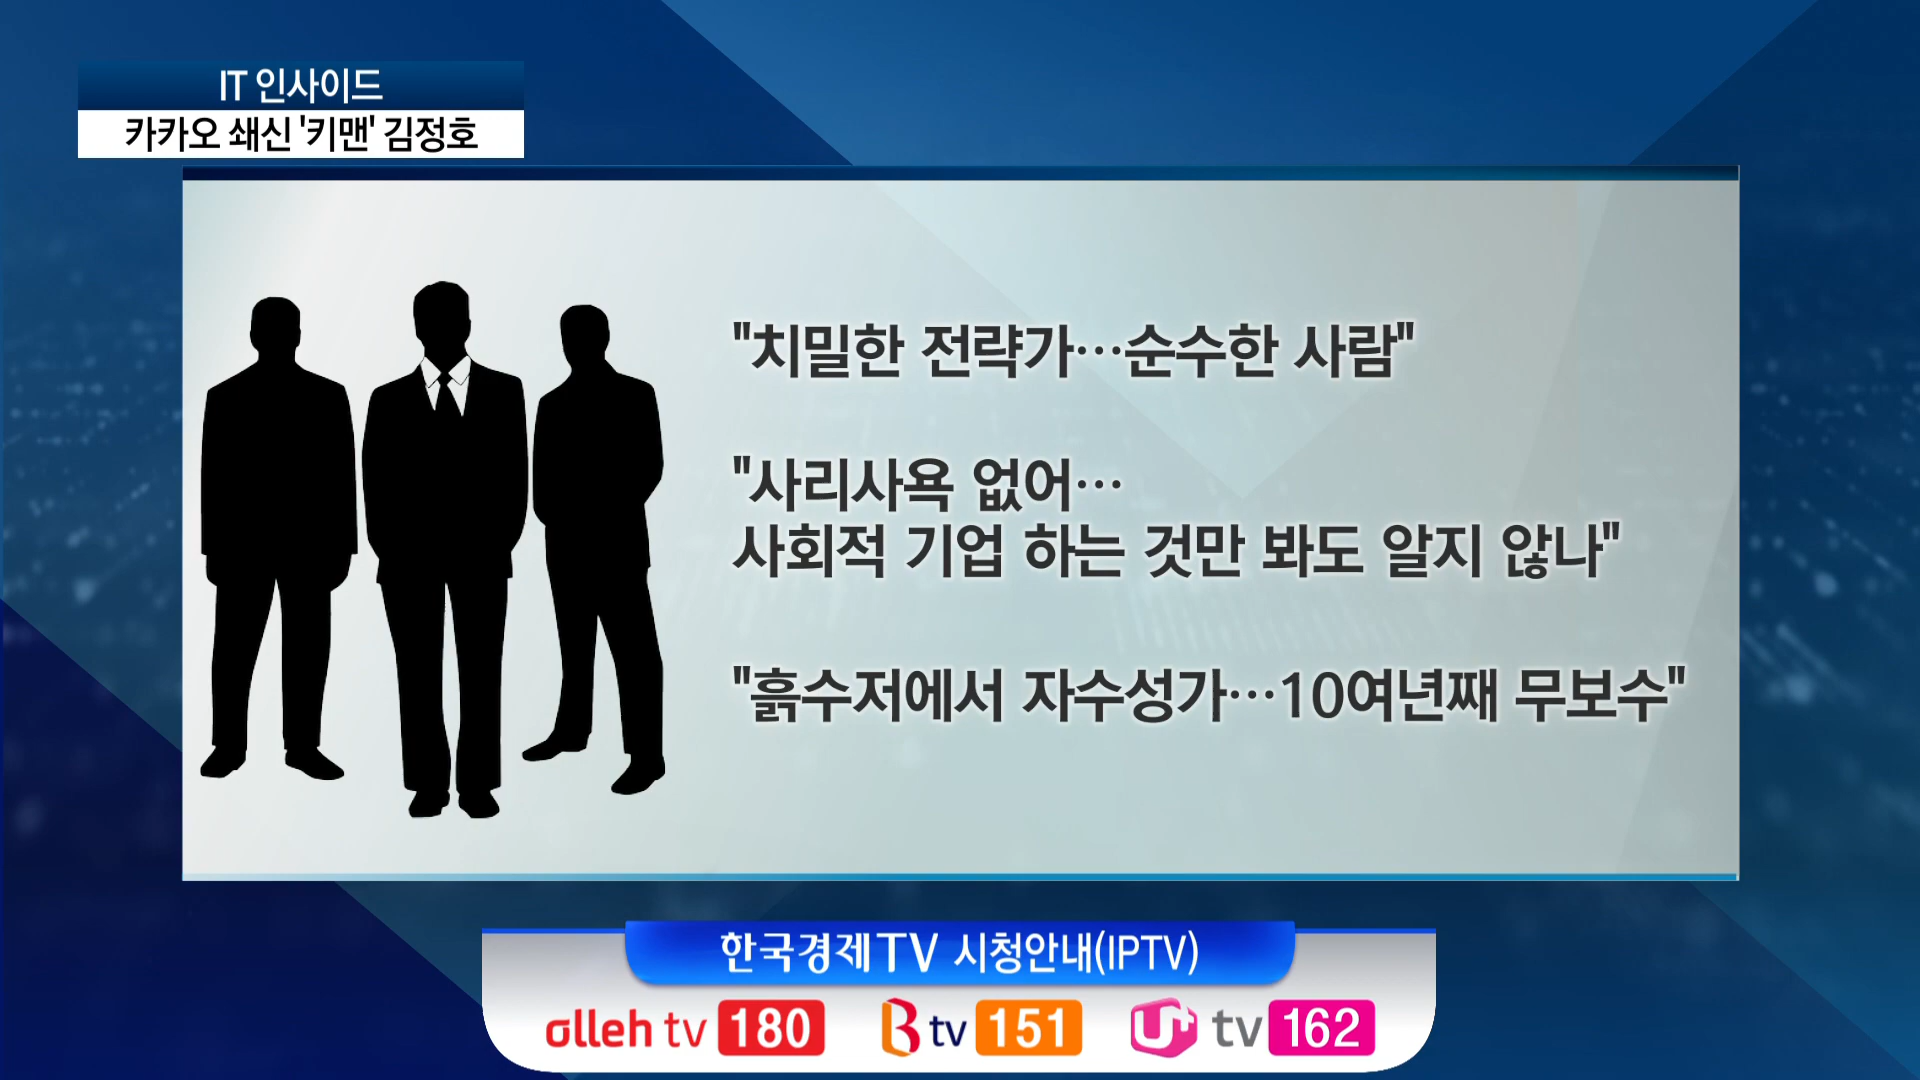 IT 인사이드
카카오 쇄신 '키맨' 김정호
"치밀한 전략가…순수한 사람"
"사리사욕 없어…
사회적 기업 하는 것만 봐도 알지 않나"
"흙수저에서 자수성가…10여년째 무보수"
한국경제TV 시청안내(IPTV)
olleh tv 180 B tv 151 U+ tv 162